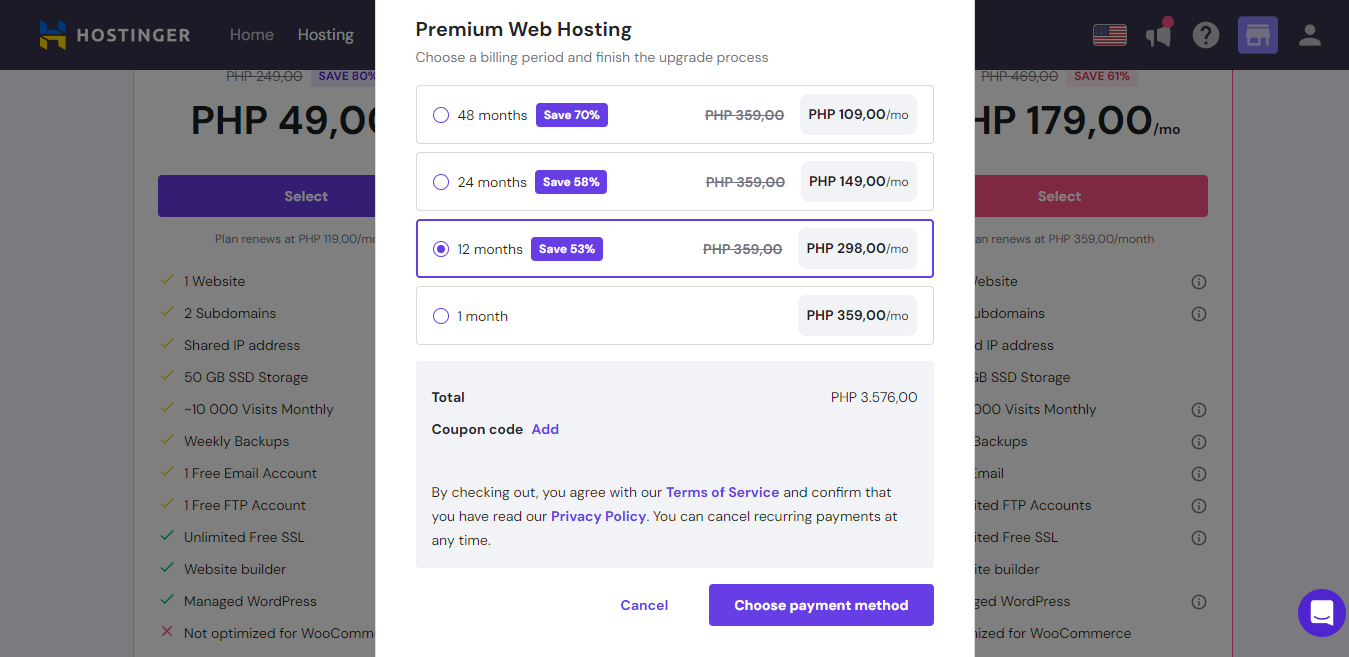 HOSTINGER
Home
Hosting
PHP 249,00 SAVE 80%
PHP 49,0
Select
Plan renews at PHP 119,00/mo
1 Website
2 Subdomains
Shared IP address
50 GB SSD Storage
~10 000 Visits Monthly
Weekly Backups
1 Free Email Account
1 Free FTP Account
Unlimited Free SSL
Website builder
Managed WordPress
Not optimized for WooComm
Premium Web Hosting
Choose a billing period and finish the upgrade process
48 months Save 70% PHP 359,00 PHP 109,00/mo
24 months Save 58% PHP 359,00 PHP 149,00/mo
12 months Save 53% PHP 359,00 PHP 298,00/mo
1 month PHP 359,00/mo
Total PHP 3.576,00
Coupon code Add
By checking out, you agree with our Terms of Service and confirm that
you have read our Privacy Policy. You can cancel recurring payments at
any time.
Cancel
Choose payment method
PHP 469,00 SAVE 61%
HP 179,00/mo
Select
an renews at PHP 359,00/month
ebsite
ubdomains
d IP address
GB SSD Storage
000 Visits Monthly
Backups
Email
ited FTP Accounts
ited Free SSL
ite builder
ged WordPress
ized for WooCommerce